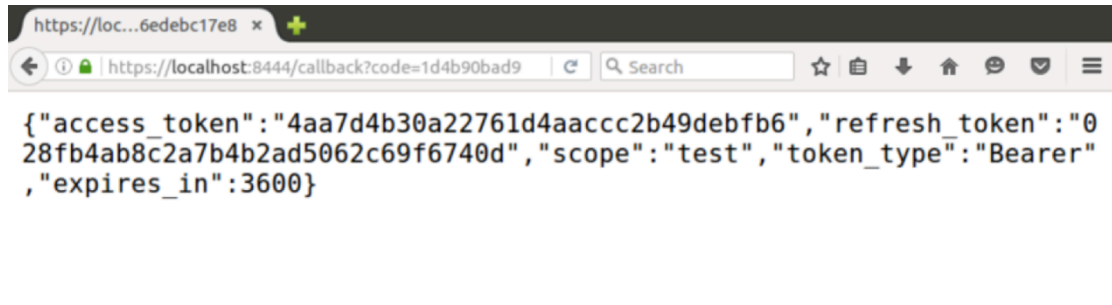 https://loc...6edebc17e8
https://localhost:8444/callback?code=1d4b90bad9
Search
{"access_token":"4aa7d4b30a22761d4aaccc2b49debfb6","refresh_token":"0
28fb4ab8c2a7b4b2ad5062c69f6740d","scope":"test","token_type":"Bearer"
,"expires_in":3600}